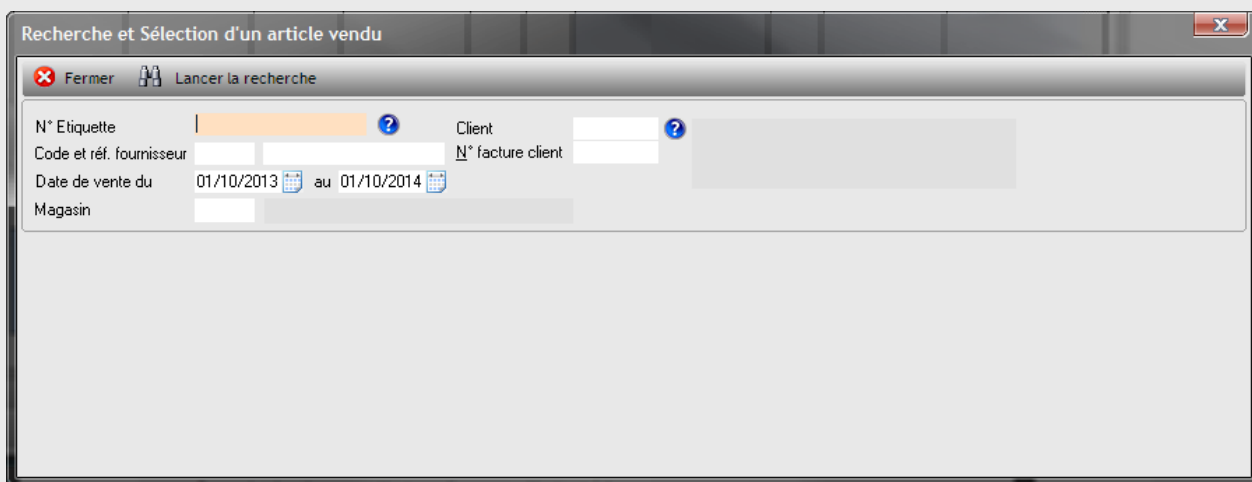 Recherche et Sélection d'un article vendu
Fermer Lancer la recherche
N° Etiquette Client
Code et réf. fournisseur N° facture client
Date de vente du 01/10/2013 au 01/10/2014
Magasin